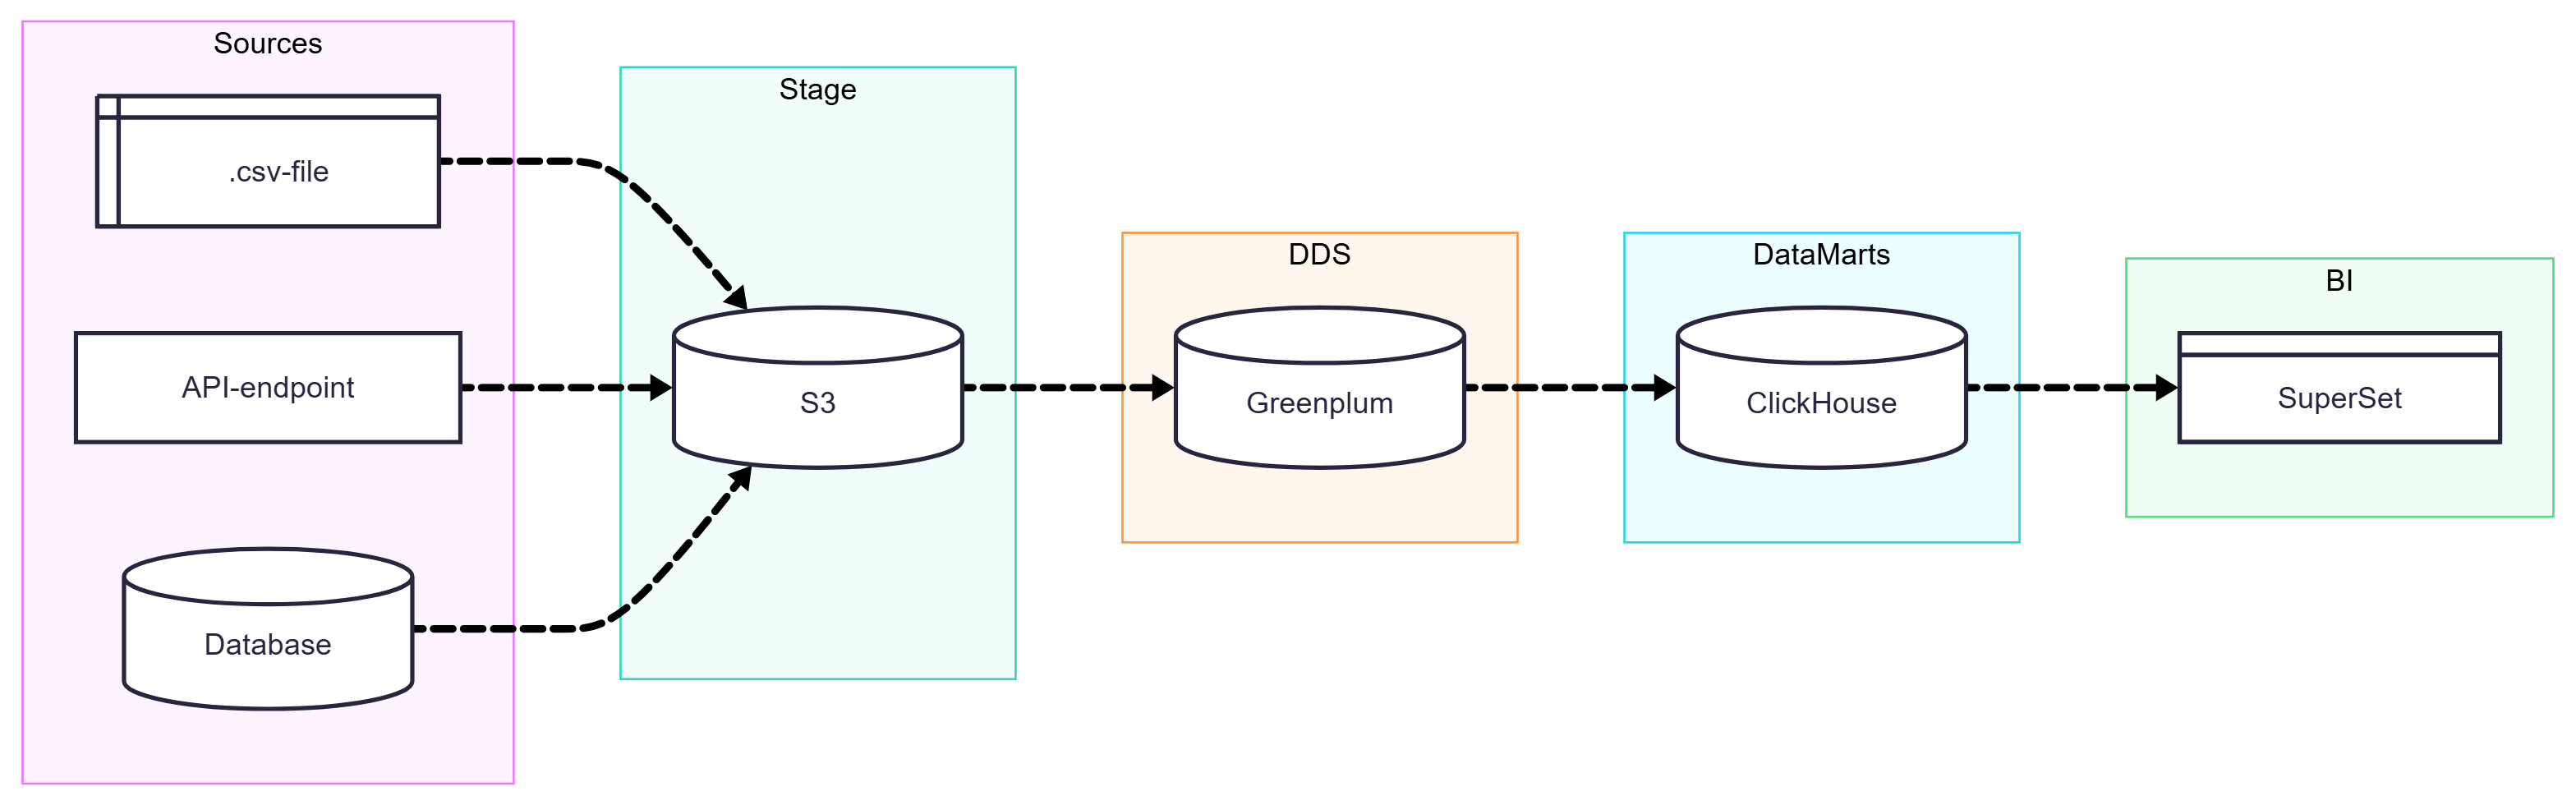 Sources
.csv-file
API-endpoint
Database
Stage
S3
DDS
Greenplum
DataMarts
ClickHouse
BI
SuperSet